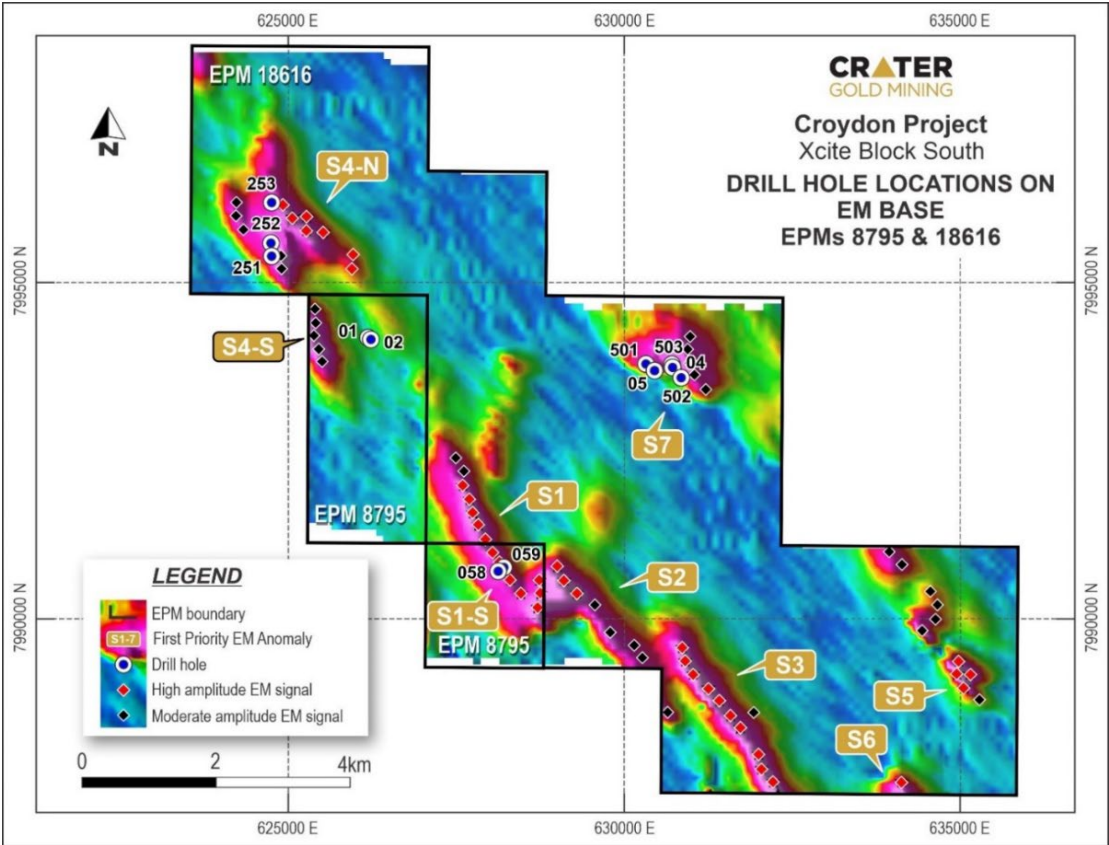 625000 E
630000 E
635000 E
EPM 18616
CRATER
GOLD MINING
Croydon Project
Xcite Block South
DRILL HOLE LOCATIONS ON
EM BASE
EPMs 8795 & 18616
N
S4-N
253
252
251
7995000 N
7995000 N
S4-S
01
02
501
503
04
05
502
S7
S1
EPM 8795
059
058
S2
S1-S
EPM 8795
7990000 N
7990000 N
S3
S5
S6
LEGEND
EPM boundary
S1-7 First Priority EM Anomaly
Drill hole
High amplitude EM signal
Moderate amplitude EM signal
0 2 4km
625000 E
630000 E
635000 E